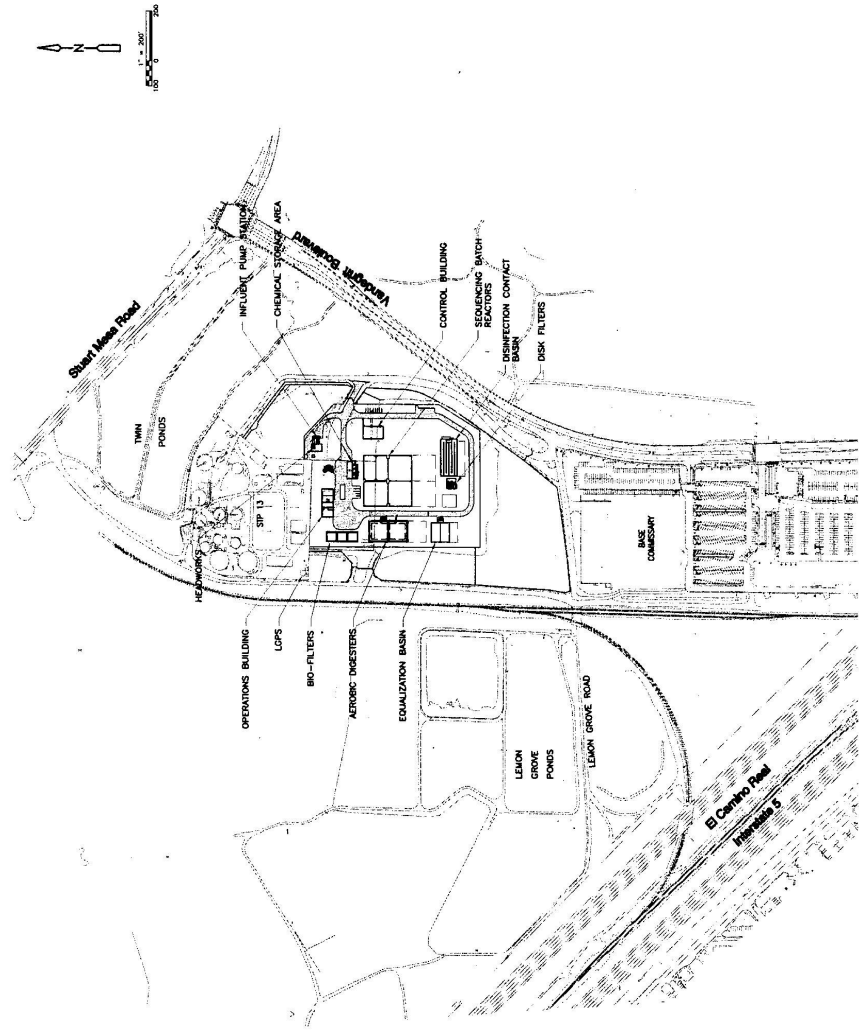 1" = 200'
100 0 200
Stuart Mesa Road
TWIN
PONDS
INFLUENT PUMP STATION
CHEMICAL STORAGE AREA
Vandegrift Boulevard
CONTROL BUILDING
SEQUENCING BATCH
REACTORS
DISINFECTION CONTACT
BASIN
DISK FILTERS
HEADWORKS
STP 13
OPERATIONS BUILDING
LGPS
BIO-FILTERS
AEROBIC DIGESTERS
EQUALIZATION BASIN
BASE
COMMISSARY
LEMON
GROVE
PONDS
LEMON GROVE ROAD
El Camino Real
Interstate 5
N